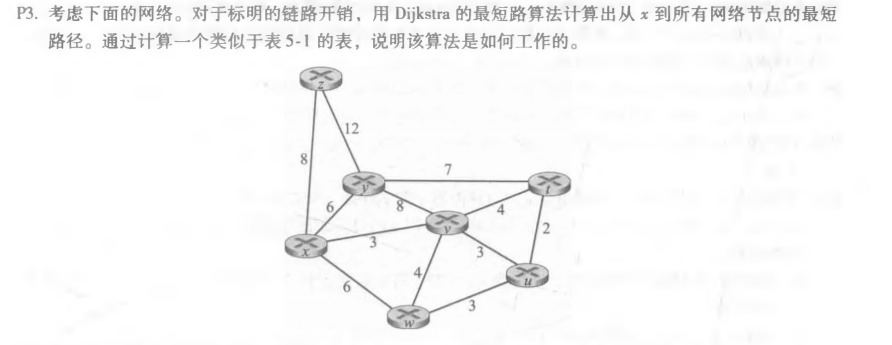 P3. 考虑下面的网络。对于标明的链路开销，用 Dijkstra 的最短路算法计算出从 x 到所有网络节点的最短
路径。通过计算一个类似于表 5-1 的表，说明该算法是如何工作的。
z
12
8
7
y
t
6
8
4
v
2
x
3
3
4
u
6
3
w